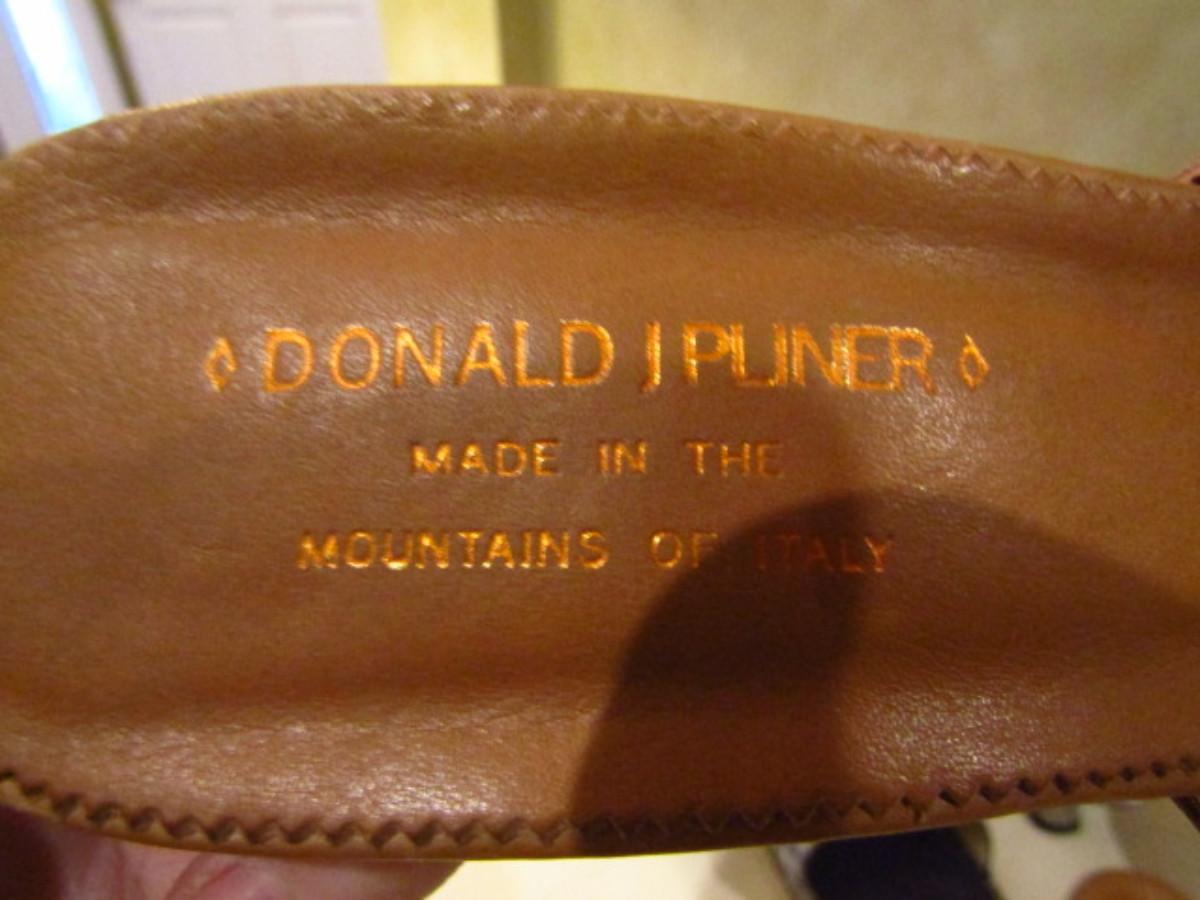 ◊ DONALD J PLINER ◊
MADE IN THE
MOUNTAINS OF ITALY